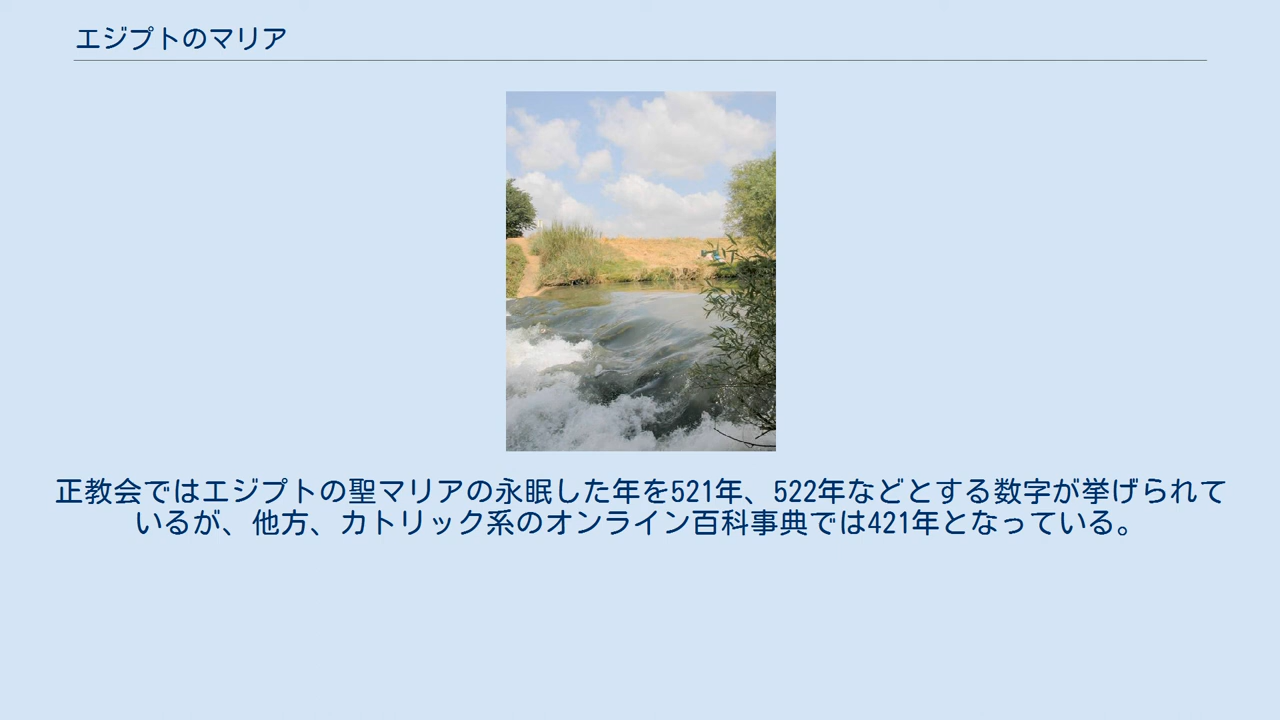 エジプトのマリア
正教会ではエジプトの聖マリアの永眠した年を521年、522年などとする数字が挙げられて
いるが、他方、カトリック系のオンライン百科事典では421年となっている。